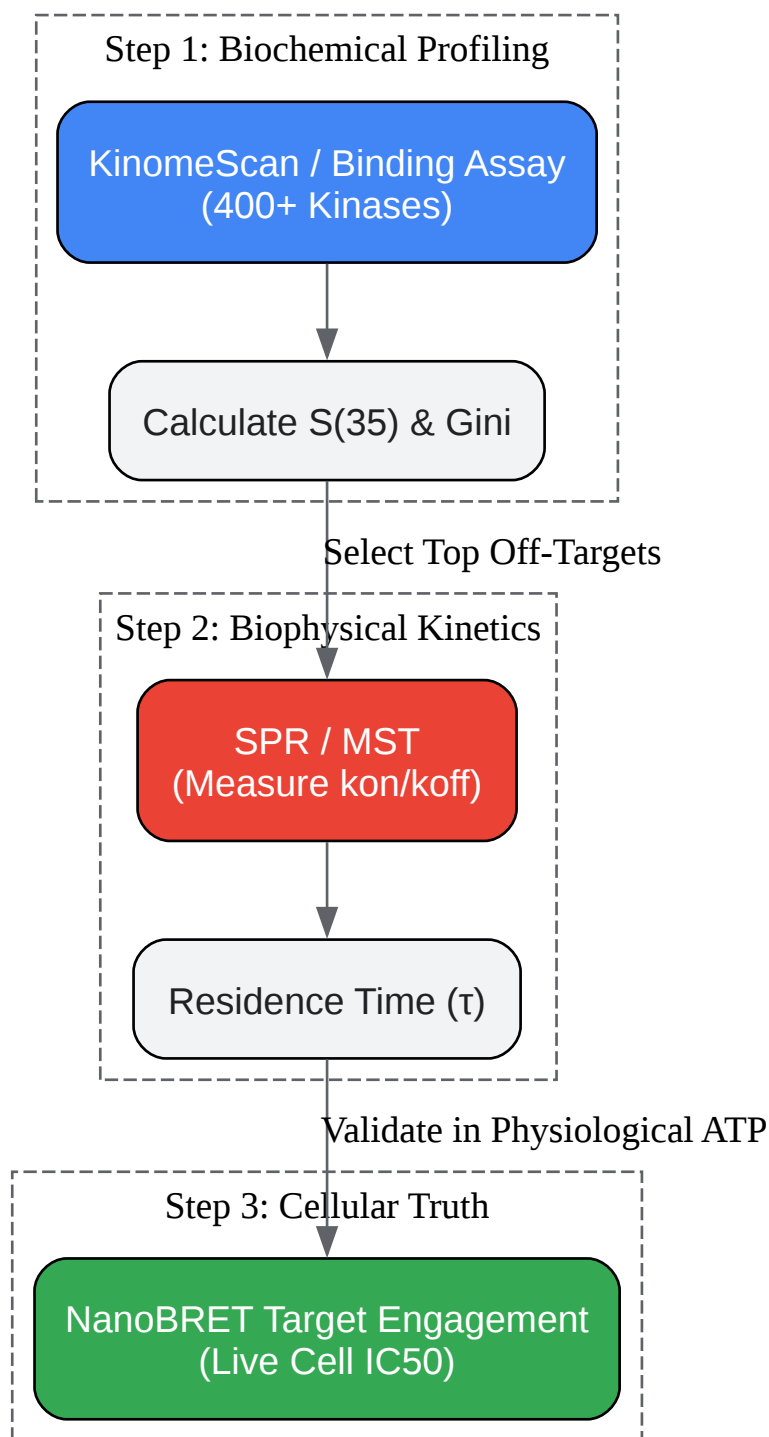 Step 1: Biochemical Profiling
KinomeScan / Binding Assay
(400+ Kinases)
Calculate S(35) & Gini
Select Top Off-Targets
Step 2: Biophysical Kinetics
SPR / MST
(Measure kon/koff)
Residence Time (τ)
Validate in Physiological ATP
Step 3: Cellular Truth
NanoBRET Target Engagement
(Live Cell IC50)